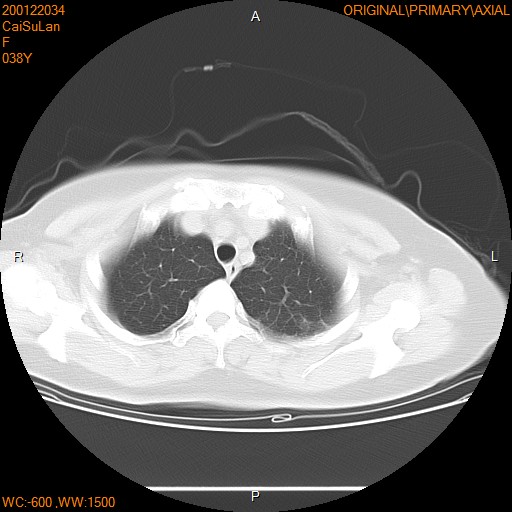 200122034
CaiSuLan
F
038Y
ORIGINAL\PRIMARY\AXIAL
A
R
L
P
WC:-600 ,WW:1500